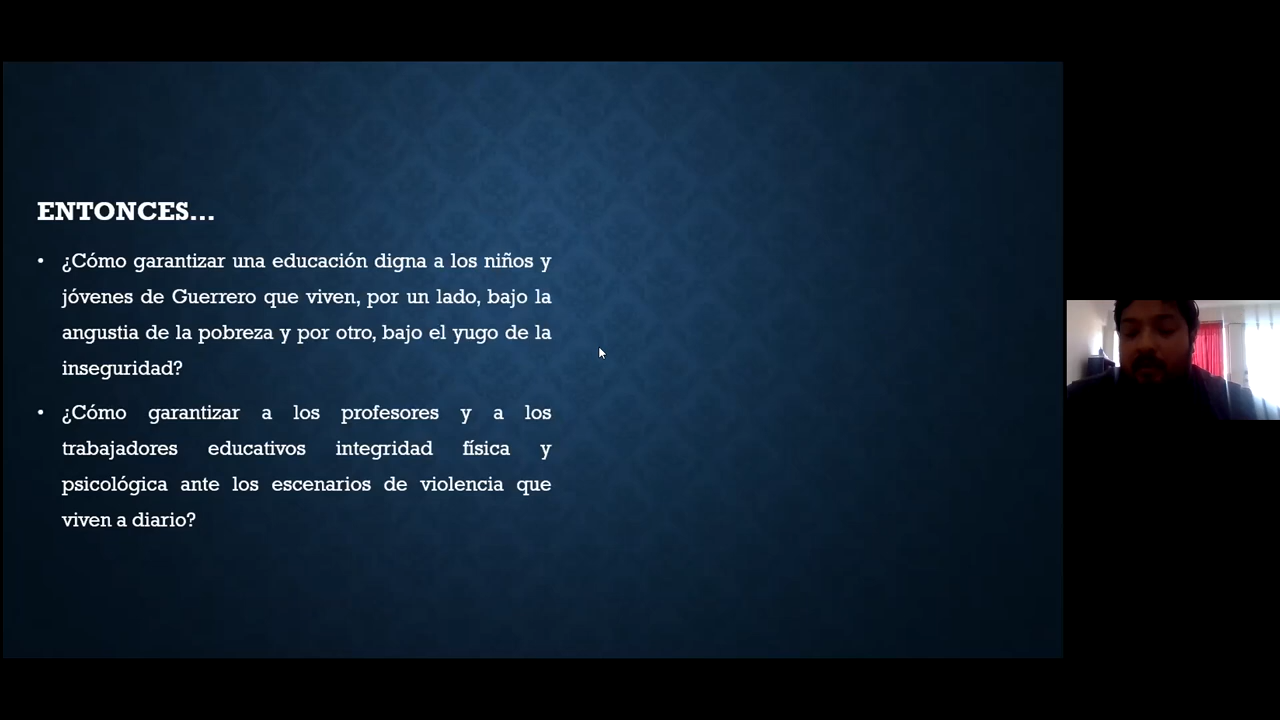 ENTONCES...
• ¿Cómo garantizar una educación digna a los niños y
jóvenes de Guerrero que viven, por un lado, bajo la
angustia de la pobreza y por otro, bajo el yugo de la
inseguridad?
• ¿Cómo garantizar a los profesores y a los
trabajadores educativos integridad física y
psicológica ante los escenarios de violencia que
viven a diario?